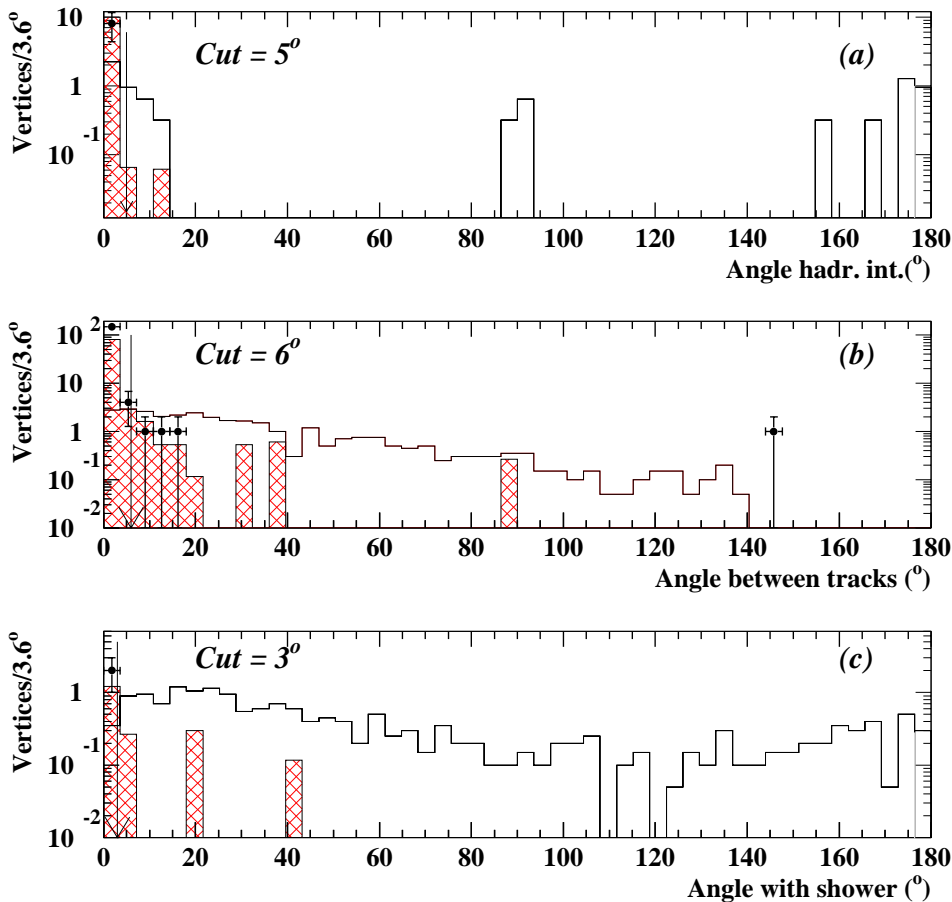 Vertices/3.6°
10
1
10⁻¹
Cut = 5°
(a)
0 20 40 60 80 100 120 140 160 180
Angle hadr. int.(°)
Vertices/3.6°
10²
10
1
10⁻¹
10⁻²
Cut = 6°
(b)
0 20 40 60 80 100 120 140 160 180
Angle between tracks (°)
Vertices/3.6°
1
10⁻¹
10⁻²
Cut = 3°
(c)
0 20 40 60 80 100 120 140 160 180
Angle with shower (°)